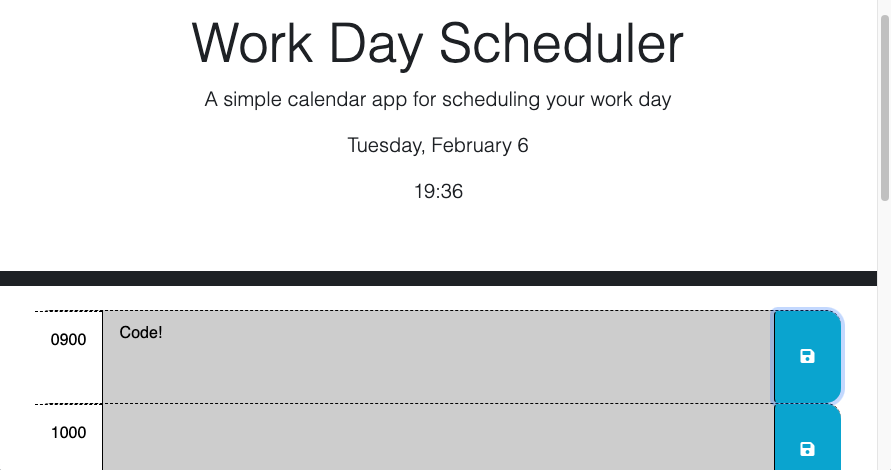 Work Day Scheduler
A simple calendar app for scheduling your work day
Tuesday, February 6
19:36
0900
Code!
1000